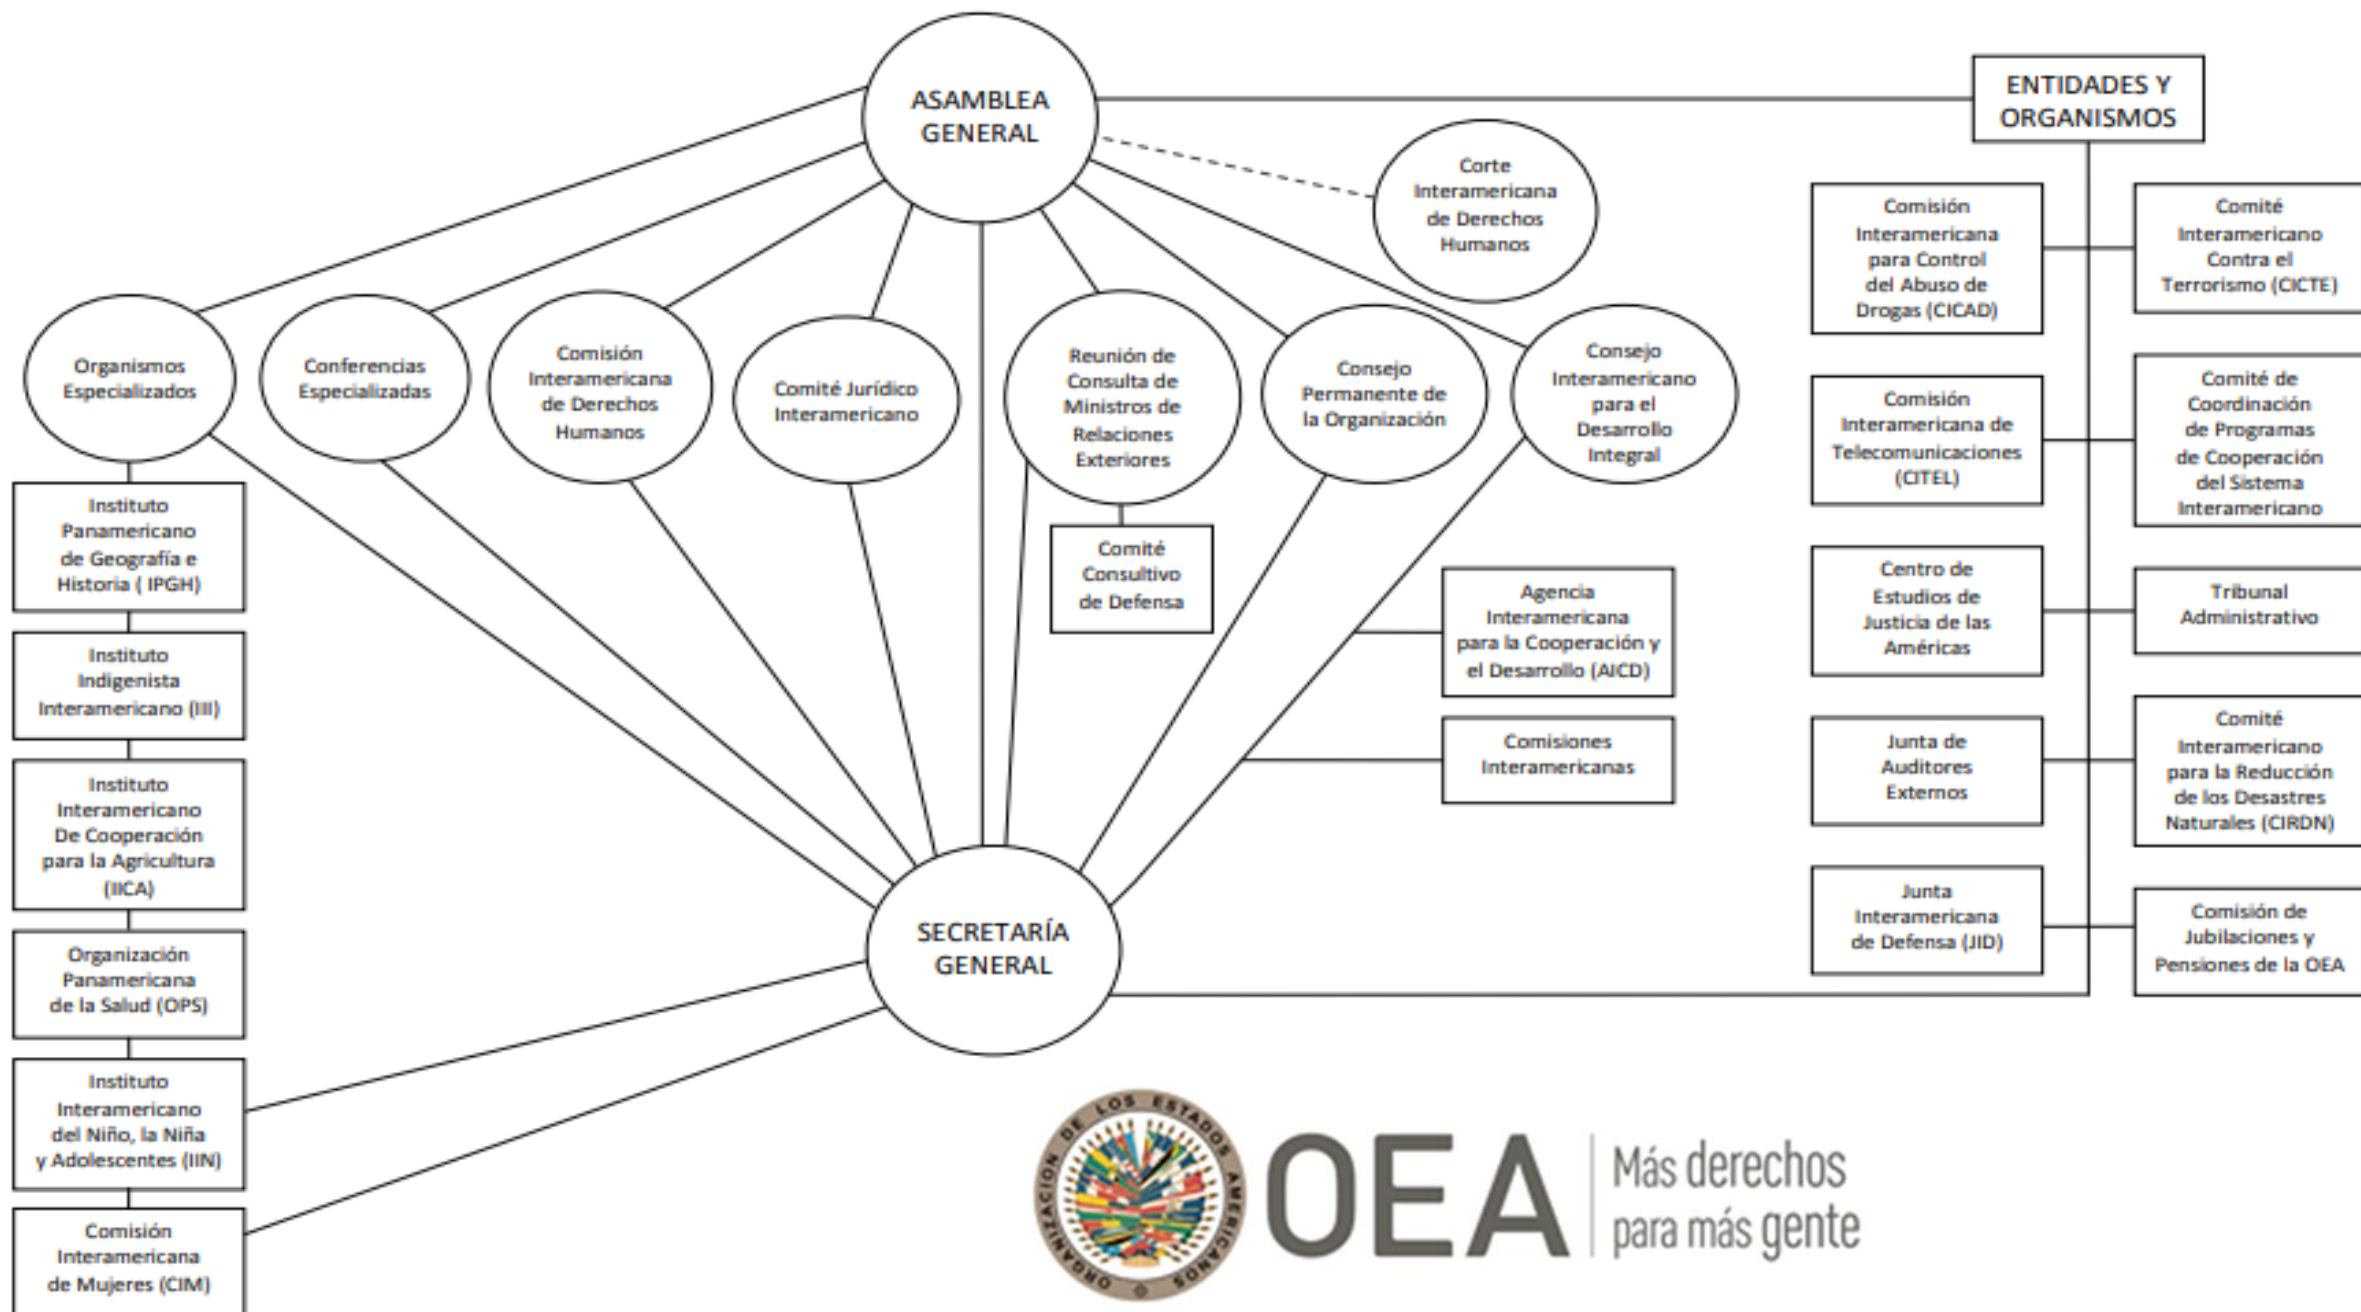 ASAMBLEA
GENERAL
ENTIDADES Y
ORGANISMOS
Corte
Interamericana
de Derechos
Humanos
Organismos
Especializados
Conferencias
Especializadas
Comisión
Interamericana
de Derechos
Humanos
Comité Jurídico
Interamericano
Reunión de
Consulta de
Ministros de
Relaciones
Exteriores
Consejo
Permanente de
la Organización
Consejo
Interamericano
para el
Desarrollo
Integral
Instituto
Panamericano
de Geografía e
Historia ( IPGH)
Instituto
Indigenista
Interamericano (III)
Instituto
Interamericano
De Cooperación
para la Agricultura
(IICA)
Organización
Panamericana
de la Salud (OPS)
Instituto
Interamericano
del Niño, la Niña
y Adolescentes (IIN)
Comisión
Interamericana
de Mujeres (CIM)
Comité
Consultivo
de Defensa
Agencia
Interamericana
para la Cooperación y
el Desarrollo (AICD)
Comisiones
Interamericanas
SECRETARÍA
GENERAL
Comisión
Interamericana
para Control
del Abuso de
Drogas (CICAD)
Comité
Interamericano
Contra el
Terrorismo (CICTE)
Comisión
Interamericana de
Telecomunicaciones
(CITEL)
Comité de
Coordinación
de Programas
de Cooperación
del Sistema
Interamericano
Centro de
Estudios de
Justicia de las
Américas
Tribunal
Administrativo
Junta de
Auditores
Externos
Comité
Interamericano
para la Reducción
de los Desastres
Naturales (CIRDN)
Junta
Interamericana
de Defensa (JID)
Comisión de
Jubilaciones y
Pensiones de la OEA
ORGANIZACION DE LOS ESTADOS AMERICANOS
OEA
Más derechos
para más gente